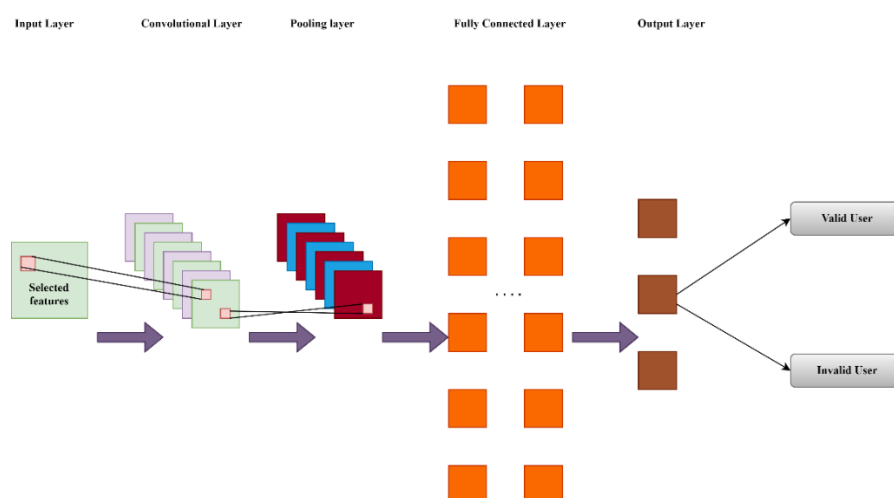 Input Layer
Convolutional Layer
Pooling layer
Fully Connected Layer
Output Layer
Selected
features
. . . .
Valid User
Invalid User